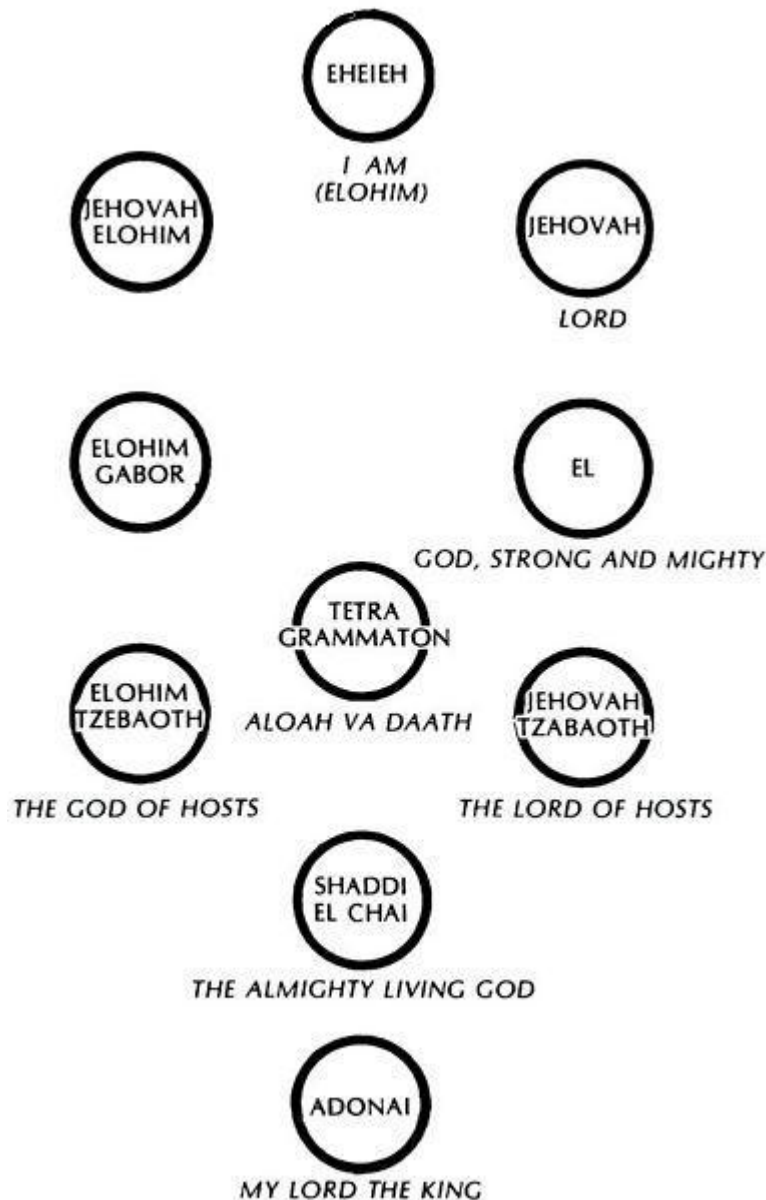 EHEIEH
I AM
(ELOHIM)
JEHOVAH
ELOHIM
JEHOVAH
LORD
ELOHIM
GABOR
EL
GOD, STRONG AND MIGHTY
TETRA
GRAMMATON
ALOAH VA DAATH
ELOHIM
TZEBAOTH
THE GOD OF HOSTS
JEHOVAH
TZABAOTH
THE LORD OF HOSTS
SHADDI
EL CHAI
THE ALMIGHTY LIVING GOD
ADONAI
MY LORD THE KING